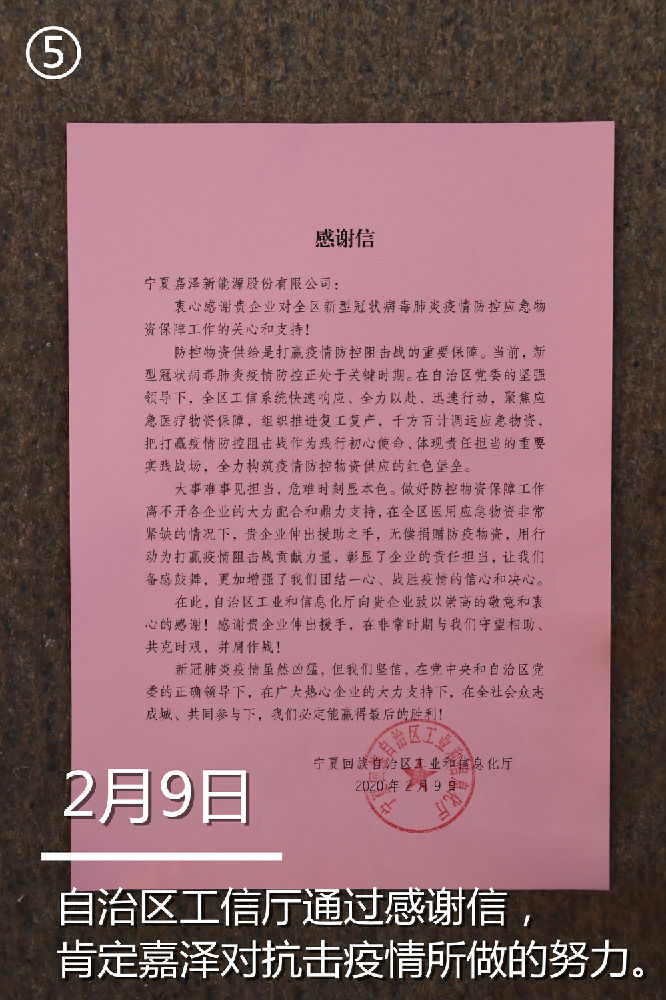 ⑤
感谢信
宁夏嘉泽新能源股份有限公司：
衷心感谢贵企业对全区新型冠状病毒肺炎疫情防控应急物
资保障工作的关心和支持！
防控物资供给是打赢疫情防控阻击战的重要保障。当前，新
型冠状病毒肺炎疫情防控正处于关键时期。在自治区党委的坚强
领导下，全区工信系统快速响应、全力以赴、迅速行动，聚焦应
急医疗物资保障，组织推进复工复产，千方百计调运应急物资，
把打赢疫情防控阻击战作为践行初心使命、体现责任担当的重要
实践战场，全力构筑疫情防控物资供应的红色堡垒。
大事难事见担当，危难时刻显本色。做好防控物资保障工作
离不开各企业的大力配合和鼎力支持，在全区医用应急物资非常
紧缺的情况下，贵企业伸出援助之手，无偿捐赠防疫物资，用行
动为打赢疫情阻击战贡献力量，彰显了企业的责任担当，让我们
备感鼓舞，更加增强了我们团结一心、战胜疫情的信心和决心。
在此，自治区工业和信息化厅向贵企业致以崇高的敬意和衷
心的感谢！感谢贵企业伸出援手，在非常时期与我们守望相助、
共克时艰，并肩作战！
新冠肺炎疫情虽然凶猛，但我们坚信，在党中央和自治区党
委的正确领导下，在广大热心企业的大力支持下，在全社会众志
成城、共同参与下，我们必定能赢得最后的胜利！
宁夏回族自治区工业和信息化厅
2020年2月9日
宁夏回族自治区工业和信息化厅
2月9日
自治区工信厅通过感谢信，
肯定嘉泽对抗击疫情所做的努力。